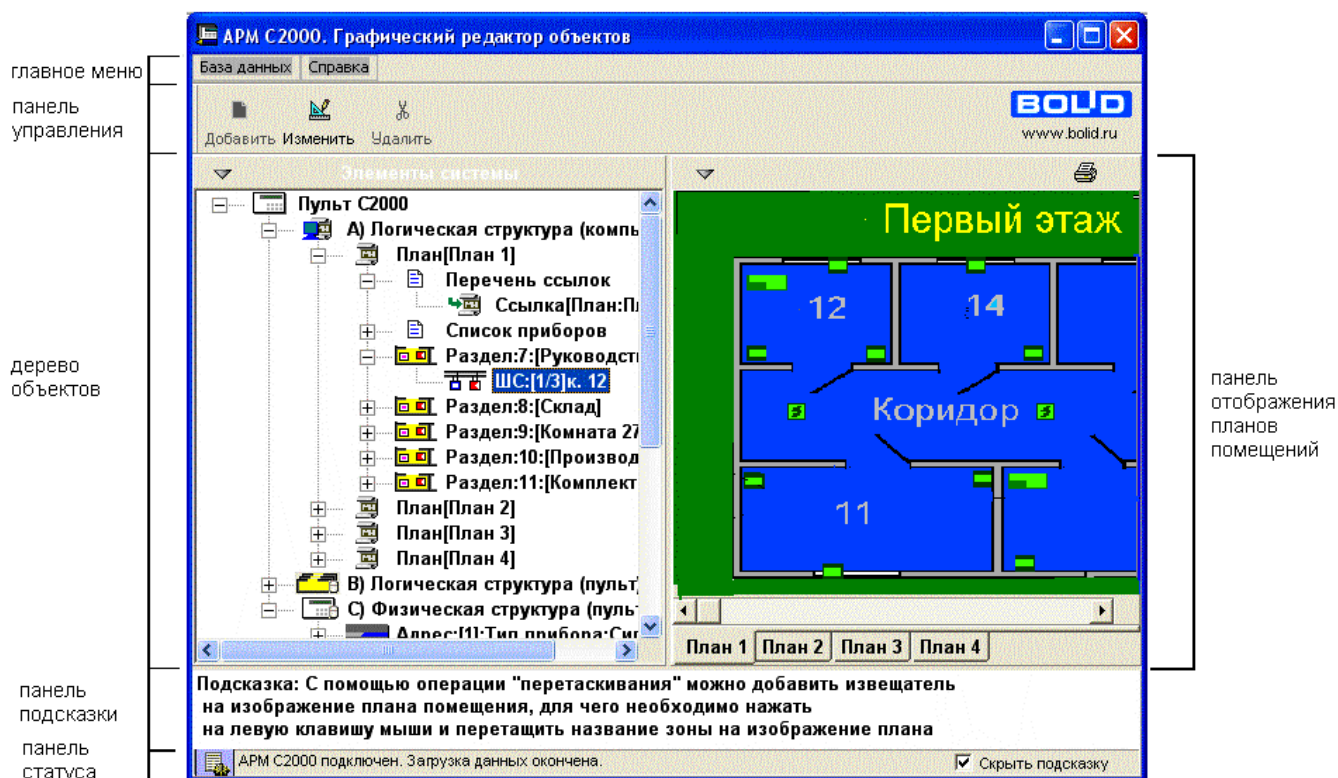 АРМ С2000. Графический редактор объектов
главное меню
База данных Справка
панель
управления
Добавить Изменить Удалить
BOLID
www.bolid.ru
Элементы системы
дерево
объектов
Пульт С2000
А) Логическая структура (компь
План[План 1]
Перечень ссылок
Ссылка[План:Пл
Список приборов
Раздел:7:[Руководст
ШС:[1/3]к. 12
Раздел:8:[Склад]
Раздел:9:[Комната 27
Раздел:10:[Производ
Раздел:11:[Комплект
План[План 2]
План[План 3]
План[План 4]
В) Логическая структура (пульт
С) Физическая структура (пуль
Адрес:[1]:Тип прибора:Сиг
Первый этаж
12
14
Коридор
11
План 1 План 2 План 3 План 4
панель
отображения
планов
помещений
панель
подсказки
Подсказка: С помощью операции "перетаскивания" можно добавить извещатель
на изображение плана помещения, для чего необходимо нажать
на левую клавишу мыши и перетащить название зоны на изображение плана
панель
статуса
АРМ С2000 подключен. Загрузка данных окончена.
Скрыть подсказку